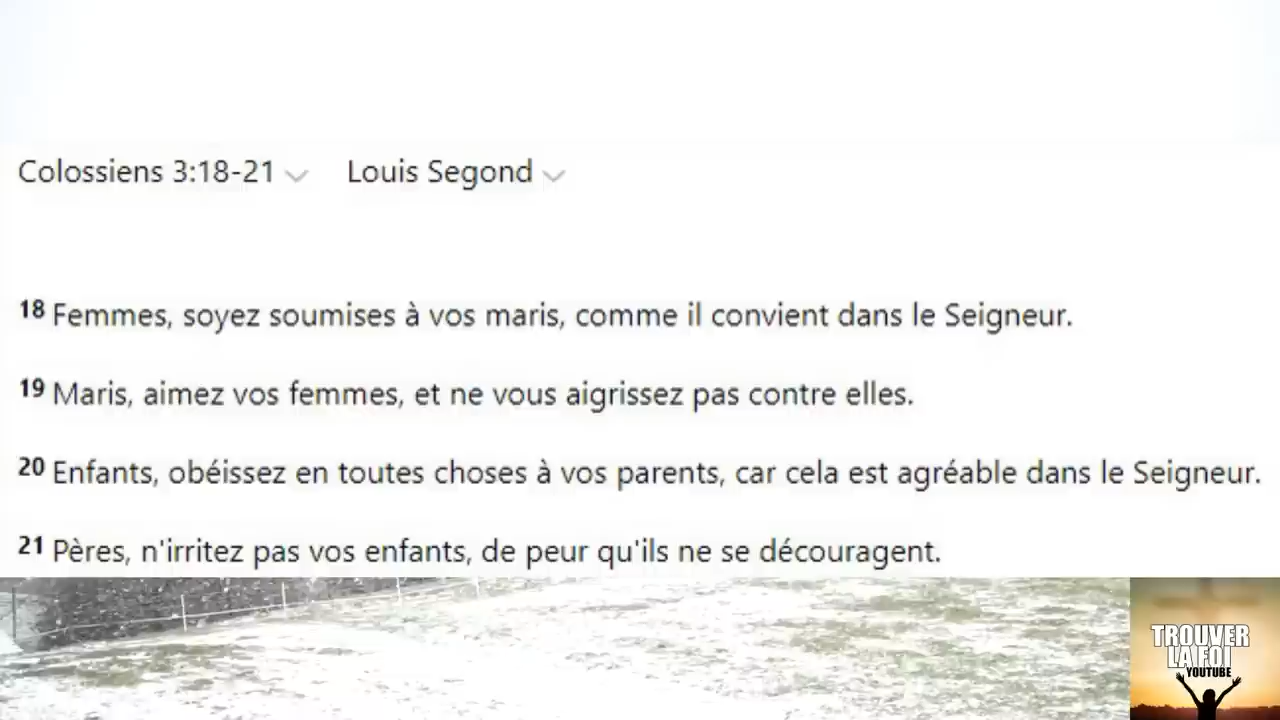 Colossiens 3:18-21 Louis Segond
18 Femmes, soyez soumises à vos maris, comme il convient dans le Seigneur.
19 Maris, aimez vos femmes, et ne vous aigrissez pas contre elles.
20 Enfants, obéissez en toutes choses à vos parents, car cela est agréable dans le Seigneur.
21 Pères, n'irritez pas vos enfants, de peur qu'ils ne se découragent.
TROUVER
LA FOI
YOUTUBE